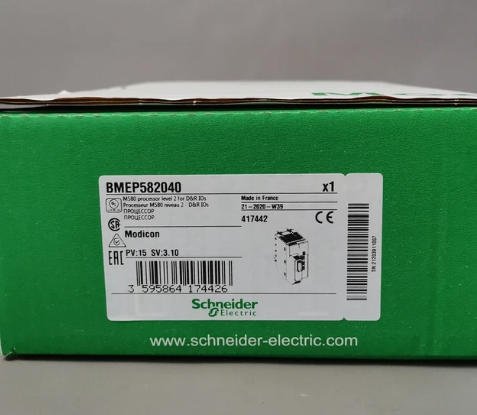 BMEP582040 x1
M580 processor level 2 for D&R IOs
Processeur M580 niveau 2 - D&R IOs
ПРОЦЕССОР
ПРОЦЕССОР
Made in France
21-2020-W39
417442
CE
Modicon
EAC
PV:15 SV:3.10
3 595864 174426
Schneider
Electric
www.schneider-electric.com